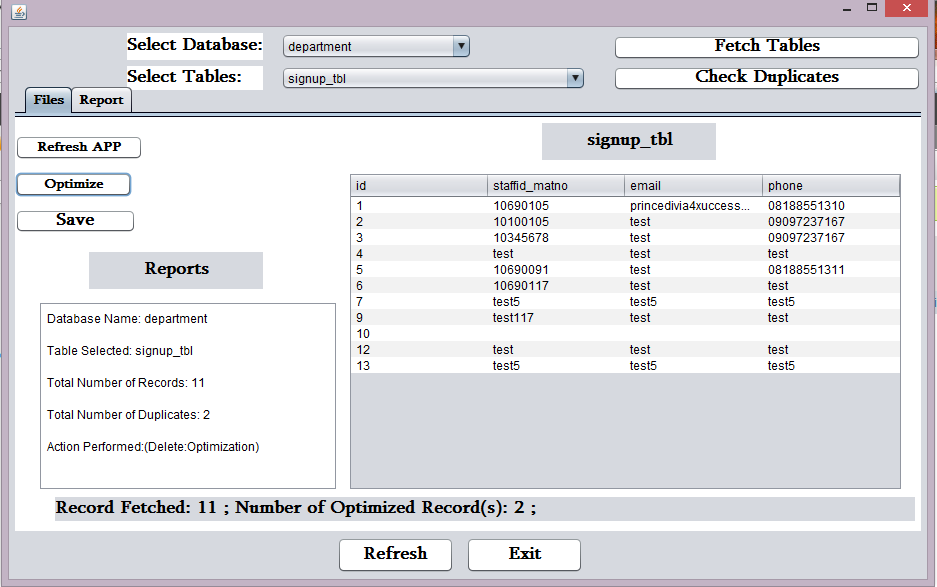 Select Database: department Fetch Tables
Select Tables: signup_tbl Check Duplicates
Files Report
Refresh APP
Optimize
Save
Reports
Database Name: department
Table Selected: signup_tbl
Total Number of Records: 11
Total Number of Duplicates: 2
Action Performed:(Delete:Optimization)
signup_tbl
id staffid_matno email phone
1 10690105 princedivia4xuccess... 08188551310
2 10100105 test 09097237167
3 10345678 test 09097237167
4 test test test
5 10690091 test 08188551311
6 10690117 test test
7 test5 test5 test5
9 test117 test test
10
12 test test test
13 test5 test5 test5
Record Fetched: 11 ; Number of Optimized Record(s): 2 ;
Refresh Exit